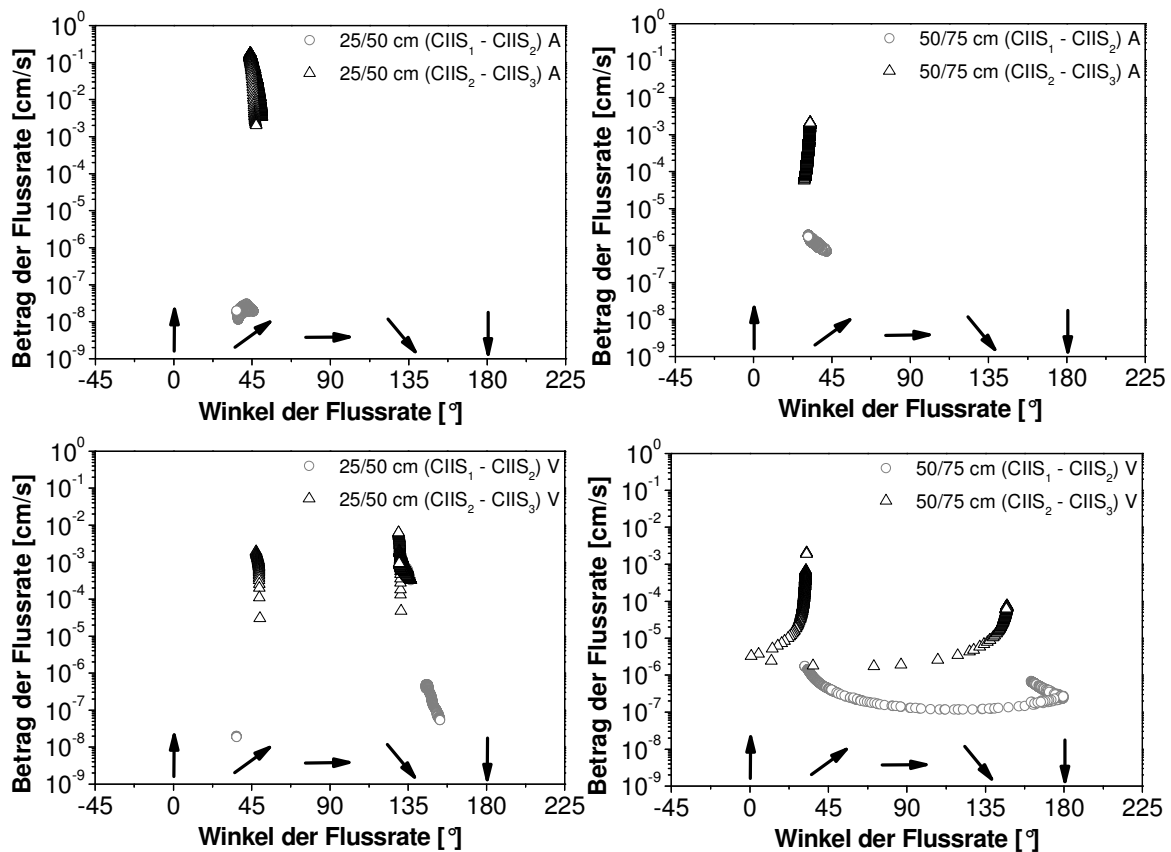 25/50 cm (CIIS₁ - CIIS₂) A
25/50 cm (CIIS₂ - CIIS₃) A
Betrag der Flussrate [cm/s]
10⁰
10⁻¹
10⁻²
10⁻³
10⁻⁴
10⁻⁵
10⁻⁶
10⁻⁷
10⁻⁸
10⁻⁹
-45 0 45 90 135 180 225
Winkel der Flussrate [°]
50/75 cm (CIIS₁ - CIIS₂) A
50/75 cm (CIIS₂ - CIIS₃) A
Betrag der Flussrate [cm/s]
10⁰
10⁻¹
10⁻²
10⁻³
10⁻⁴
10⁻⁵
10⁻⁶
10⁻⁷
10⁻⁸
10⁻⁹
-45 0 45 90 135 180 225
Winkel der Flussrate [°]
25/50 cm (CIIS₁ - CIIS₂) V
25/50 cm (CIIS₂ - CIIS₃) V
Betrag der Flussrate [cm/s]
10⁰
10⁻¹
10⁻²
10⁻³
10⁻⁴
10⁻⁵
10⁻⁶
10⁻⁷
10⁻⁸
10⁻⁹
-45 0 45 90 135 180 225
Winkel der Flussrate [°]
50/75 cm (CIIS₁ - CIIS₂) V
50/75 cm (CIIS₂ - CIIS₃) V
Betrag der Flussrate [cm/s]
10⁰
10⁻¹
10⁻²
10⁻³
10⁻⁴
10⁻⁵
10⁻⁶
10⁻⁷
10⁻⁸
10⁻⁹
-45 0 45 90 135 180 225
Winkel der Flussrate [°]